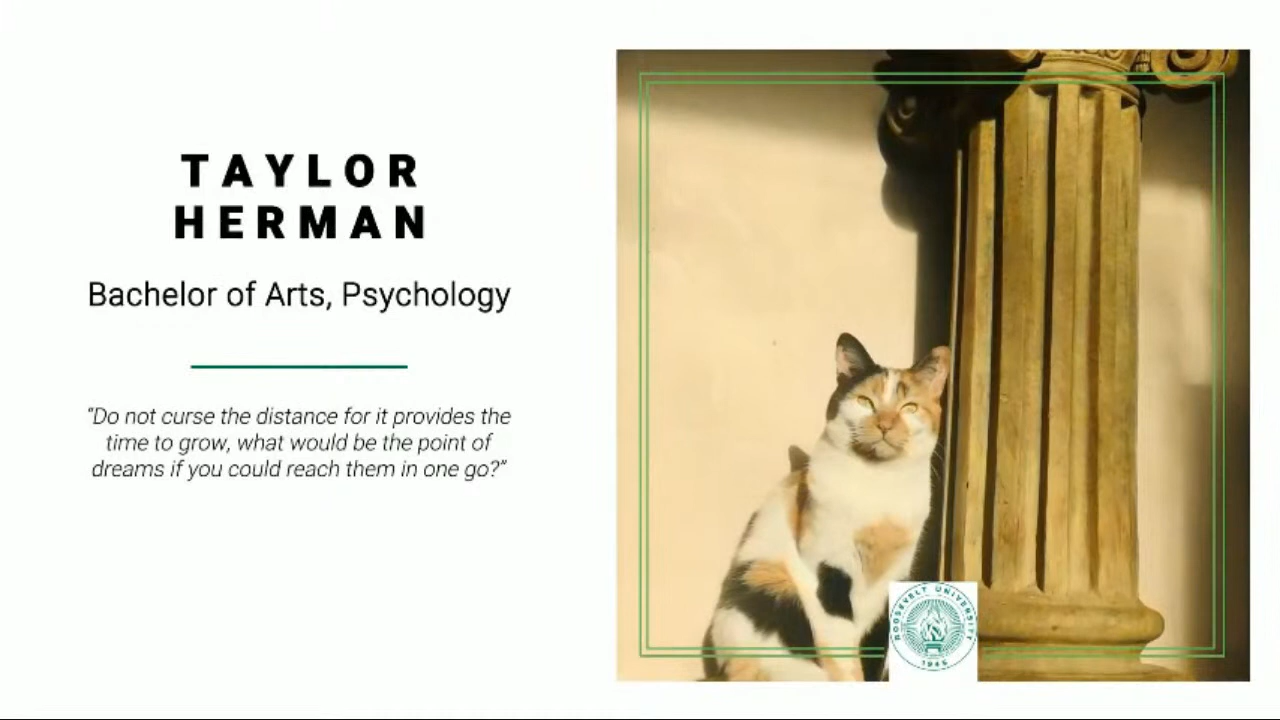 TAYLOR
HERMAN
Bachelor of Arts, Psychology
“Do not curse the distance for it provides the
time to grow, what would be the point of
dreams if you could reach them in one go?”
ROOSEVELT UNIVERSITY
1945